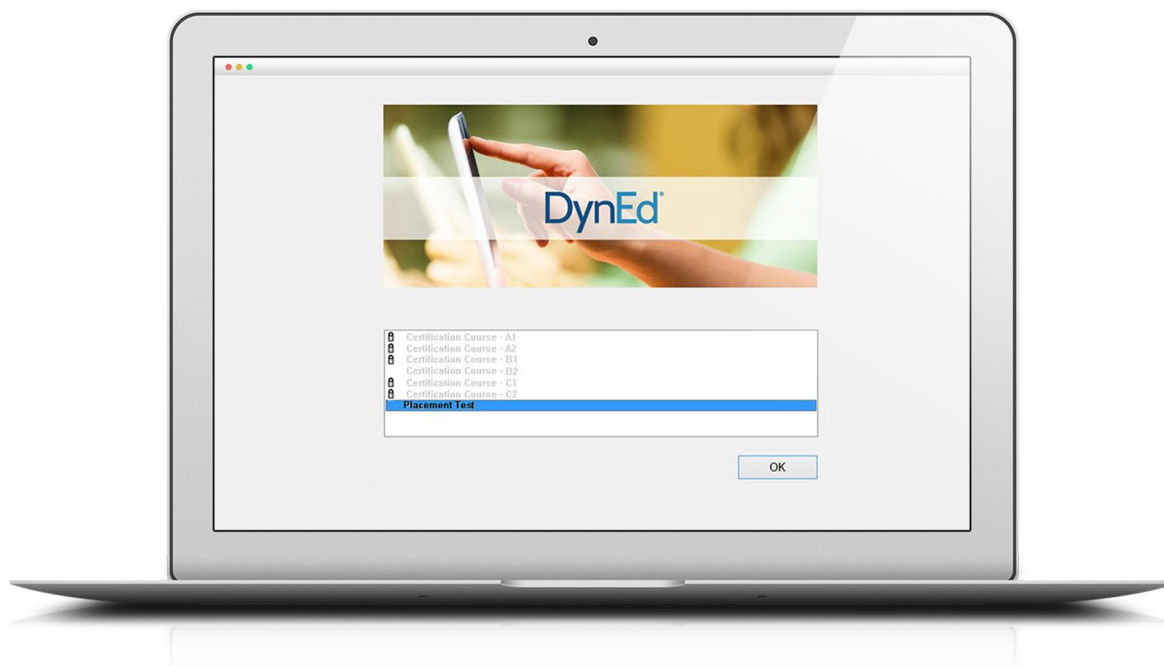 DynEd®
Certification Course - A1
Certification Course - A2
Certification Course - B1
Certification Course - B2
Certification Course - C1
Certification Course - C2
Placement Test
OK